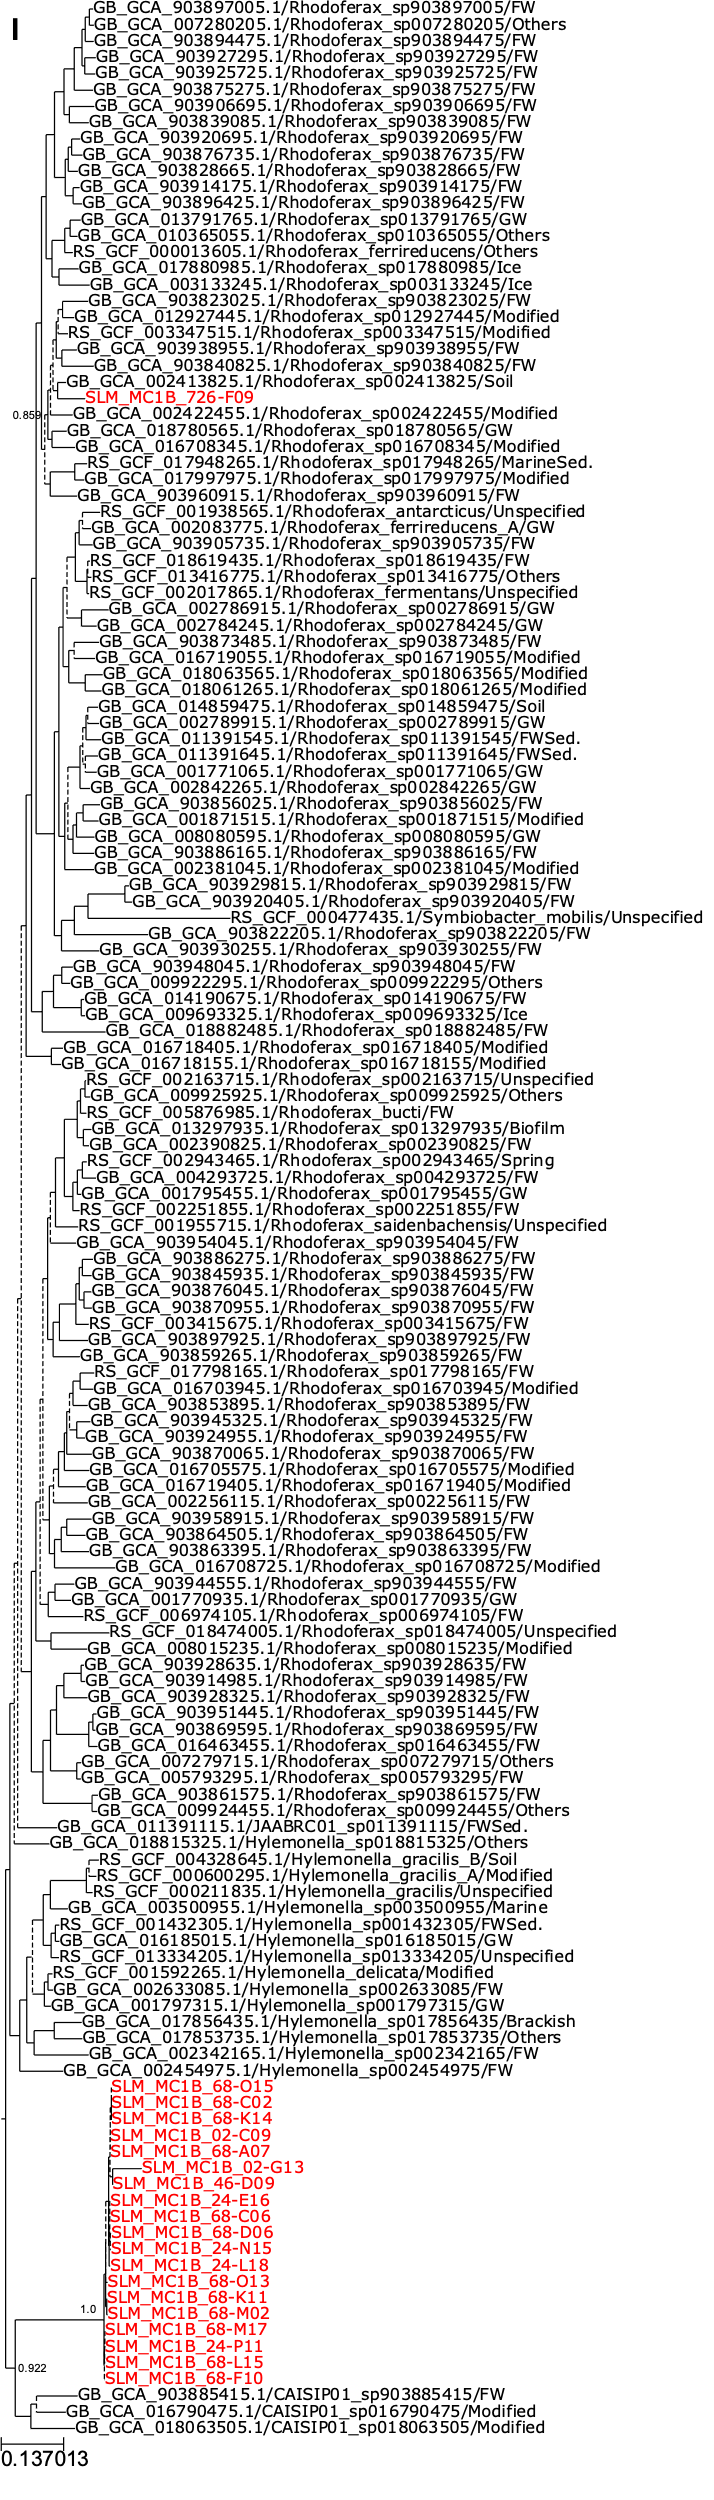 I
GB_GCA_903897005.1/Rhodoferax_sp903897005/FW
GB_GCA_007280205.1/Rhodoferax_sp007280205/Others
GB_GCA_903894475.1/Rhodoferax_sp903894475/FW
GB_GCA_903927295.1/Rhodoferax_sp903927295/FW
GB_GCA_903925725.1/Rhodoferax_sp903925725/FW
GB_GCA_903875275.1/Rhodoferax_sp903875275/FW
GB_GCA_903906695.1/Rhodoferax_sp903906695/FW
GB_GCA_903839085.1/Rhodoferax_sp903839085/FW
GB_GCA_903920695.1/Rhodoferax_sp903920695/FW
GB_GCA_903876735.1/Rhodoferax_sp903876735/FW
GB_GCA_903828665.1/Rhodoferax_sp903828665/FW
GB_GCA_903914175.1/Rhodoferax_sp903914175/FW
GB_GCA_903896425.1/Rhodoferax_sp903896425/FW
GB_GCA_013791765.1/Rhodoferax_sp013791765/GW
GB_GCA_010365055.1/Rhodoferax_sp010365055/Others
RS_GCF_000013605.1/Rhodoferax_ferrireducens/Others
GB_GCA_017880985.1/Rhodoferax_sp017880985/Ice
GB_GCA_003133245.1/Rhodoferax_sp003133245/Ice
GB_GCA_903823025.1/Rhodoferax_sp903823025/FW
GB_GCA_012927445.1/Rhodoferax_sp012927445/Modified
RS_GCF_003347515.1/Rhodoferax_sp003347515/Modified
GB_GCA_903938955.1/Rhodoferax_sp903938955/FW
GB_GCA_903840825.1/Rhodoferax_sp903840825/FW
GB_GCA_002413825.1/Rhodoferax_sp002413825/Soil
SLM_MC1B_726-F09
0.859
GB_GCA_002422455.1/Rhodoferax_sp002422455/Modified
GB_GCA_018780565.1/Rhodoferax_sp018780565/GW
GB_GCA_016708345.1/Rhodoferax_sp016708345/Modified
RS_GCF_017948265.1/Rhodoferax_sp017948265/MarineSed.
GB_GCA_017997975.1/Rhodoferax_sp017997975/Modified
GB_GCA_903960915.1/Rhodoferax_sp903960915/FW
RS_GCF_001938565.1/Rhodoferax_antarcticus/Unspecified
GB_GCA_002083775.1/Rhodoferax_ferrireducens_A/GW
GB_GCA_903905735.1/Rhodoferax_sp903905735/FW
RS_GCF_018619435.1/Rhodoferax_sp018619435/FW
RS_GCF_013416775.1/Rhodoferax_sp013416775/Others
RS_GCF_002017865.1/Rhodoferax_fermentans/Unspecified
GB_GCA_002786915.1/Rhodoferax_sp002786915/GW
GB_GCA_002784245.1/Rhodoferax_sp002784245/GW
GB_GCA_903873485.1/Rhodoferax_sp903873485/FW
GB_GCA_016719055.1/Rhodoferax_sp016719055/Modified
GB_GCA_018063565.1/Rhodoferax_sp018063565/Modified
GB_GCA_018061265.1/Rhodoferax_sp018061265/Modified
GB_GCA_014859475.1/Rhodoferax_sp014859475/Soil
GB_GCA_002789915.1/Rhodoferax_sp002789915/GW
GB_GCA_011391545.1/Rhodoferax_sp011391545/FWSed.
GB_GCA_011391645.1/Rhodoferax_sp011391645/FWSed.
GB_GCA_001771065.1/Rhodoferax_sp001771065/GW
GB_GCA_002842265.1/Rhodoferax_sp002842265/GW
GB_GCA_903856025.1/Rhodoferax_sp903856025/FW
GB_GCA_001871515.1/Rhodoferax_sp001871515/Modified
GB_GCA_008080595.1/Rhodoferax_sp008080595/GW
GB_GCA_903886165.1/Rhodoferax_sp903886165/FW
GB_GCA_002381045.1/Rhodoferax_sp002381045/Modified
GB_GCA_903929815.1/Rhodoferax_sp903929815/FW
GB_GCA_903920405.1/Rhodoferax_sp903920405/FW
RS_GCF_000477435.1/Symbiobacter_mobilis/Unspecified
GB_GCA_903822205.1/Rhodoferax_sp903822205/FW
GB_GCA_903930255.1/Rhodoferax_sp903930255/FW
GB_GCA_903948045.1/Rhodoferax_sp903948045/FW
GB_GCA_009922295.1/Rhodoferax_sp009922295/Others
GB_GCA_014190675.1/Rhodoferax_sp014190675/FW
GB_GCA_009693325.1/Rhodoferax_sp009693325/Ice
GB_GCA_018882485.1/Rhodoferax_sp018882485/FW
GB_GCA_016718405.1/Rhodoferax_sp016718405/Modified
GB_GCA_016718155.1/Rhodoferax_sp016718155/Modified
RS_GCF_002163715.1/Rhodoferax_sp002163715/Unspecified
GB_GCA_009925925.1/Rhodoferax_sp009925925/Others
RS_GCF_005876985.1/Rhodoferax_bucti/FW
GB_GCA_013297935.1/Rhodoferax_sp013297935/Biofilm
GB_GCA_002390825.1/Rhodoferax_sp002390825/FW
RS_GCF_002943465.1/Rhodoferax_sp002943465/Spring
GB_GCA_004293725.1/Rhodoferax_sp004293725/FW
GB_GCA_001795455.1/Rhodoferax_sp001795455/GW
RS_GCF_002251855.1/Rhodoferax_sp002251855/FW
RS_GCF_001955715.1/Rhodoferax_saidenbachensis/Unspecified
GB_GCA_903954045.1/Rhodoferax_sp903954045/FW
GB_GCA_903886275.1/Rhodoferax_sp903886275/FW
GB_GCA_903845935.1/Rhodoferax_sp903845935/FW
GB_GCA_903876045.1/Rhodoferax_sp903876045/FW
GB_GCA_903870955.1/Rhodoferax_sp903870955/FW
RS_GCF_003415675.1/Rhodoferax_sp003415675/FW
GB_GCA_903897925.1/Rhodoferax_sp903897925/FW
GB_GCA_903859265.1/Rhodoferax_sp903859265/FW
RS_GCF_017798165.1/Rhodoferax_sp017798165/FW
GB_GCA_016703945.1/Rhodoferax_sp016703945/Modified
GB_GCA_903853895.1/Rhodoferax_sp903853895/FW
GB_GCA_903945325.1/Rhodoferax_sp903945325/FW
GB_GCA_903924955.1/Rhodoferax_sp903924955/FW
GB_GCA_903870065.1/Rhodoferax_sp903870065/FW
GB_GCA_016705575.1/Rhodoferax_sp016705575/Modified
GB_GCA_016719405.1/Rhodoferax_sp016719405/Modified
GB_GCA_002256115.1/Rhodoferax_sp002256115/FW
GB_GCA_903958915.1/Rhodoferax_sp903958915/FW
GB_GCA_903864505.1/Rhodoferax_sp903864505/FW
GB_GCA_903863395.1/Rhodoferax_sp903863395/FW
GB_GCA_016708725.1/Rhodoferax_sp016708725/Modified
GB_GCA_903944555.1/Rhodoferax_sp903944555/FW
GB_GCA_001770935.1/Rhodoferax_sp001770935/GW
RS_GCF_006974105.1/Rhodoferax_sp006974105/FW
RS_GCF_018474005.1/Rhodoferax_sp018474005/Unspecified
GB_GCA_008015235.1/Rhodoferax_sp008015235/Modified
GB_GCA_903928635.1/Rhodoferax_sp903928635/FW
GB_GCA_903914985.1/Rhodoferax_sp903914985/FW
GB_GCA_903928325.1/Rhodoferax_sp903928325/FW
GB_GCA_903951445.1/Rhodoferax_sp903951445/FW
GB_GCA_903869595.1/Rhodoferax_sp903869595/FW
GB_GCA_016463455.1/Rhodoferax_sp016463455/FW
GB_GCA_007279715.1/Rhodoferax_sp007279715/Others
GB_GCA_005793295.1/Rhodoferax_sp005793295/FW
GB_GCA_903861575.1/Rhodoferax_sp903861575/FW
GB_GCA_009924455.1/Rhodoferax_sp009924455/Others
GB_GCA_011391115.1/JAABRC01_sp011391115/FWSed.
GB_GCA_018815325.1/Hylemonella_sp018815325/Others
RS_GCF_004328645.1/Hylemonella_gracilis_B/Soil
RS_GCF_000600295.1/Hylemonella_gracilis_A/Modified
RS_GCF_000211835.1/Hylemonella_gracilis/Unspecified
GB_GCA_003500955.1/Hylemonella_sp003500955/Marine
RS_GCF_001432305.1/Hylemonella_sp001432305/FWSed.
GB_GCA_016185015.1/Hylemonella_sp016185015/GW
RS_GCF_013334205.1/Hylemonella_sp013334205/Unspecified
RS_GCF_001592265.1/Hylemonella_delicata/Modified
GB_GCA_002633085.1/Hylemonella_sp002633085/FW
GB_GCA_001797315.1/Hylemonella_sp001797315/GW
GB_GCA_017856435.1/Hylemonella_sp017856435/Brackish
GB_GCA_017853735.1/Hylemonella_sp017853735/Others
GB_GCA_002342165.1/Hylemonella_sp002342165/FW
GB_GCA_002454975.1/Hylemonella_sp002454975/FW
SLM_MC1B_68-O15
SLM_MC1B_68-C02
SLM_MC1B_68-K14
SLM_MC1B_02-C09
SLM_MC1B_68-A07
SLM_MC1B_02-G13
SLM_MC1B_46-D09
SLM_MC1B_24-E16
SLM_MC1B_68-C06
SLM_MC1B_68-D06
SLM_MC1B_24-N15
SLM_MC1B_24-L18
SLM_MC1B_68-O13
SLM_MC1B_68-K11
1.0
SLM_MC1B_68-M02
SLM_MC1B_68-M17
SLM_MC1B_24-P11
SLM_MC1B_68-L15
0.922
SLM_MC1B_68-F10
GB_GCA_903885415.1/CAISIP01_sp903885415/FW
GB_GCA_016790475.1/CAISIP01_sp016790475/Modified
GB_GCA_018063505.1/CAISIP01_sp018063505/Modified
0.137013